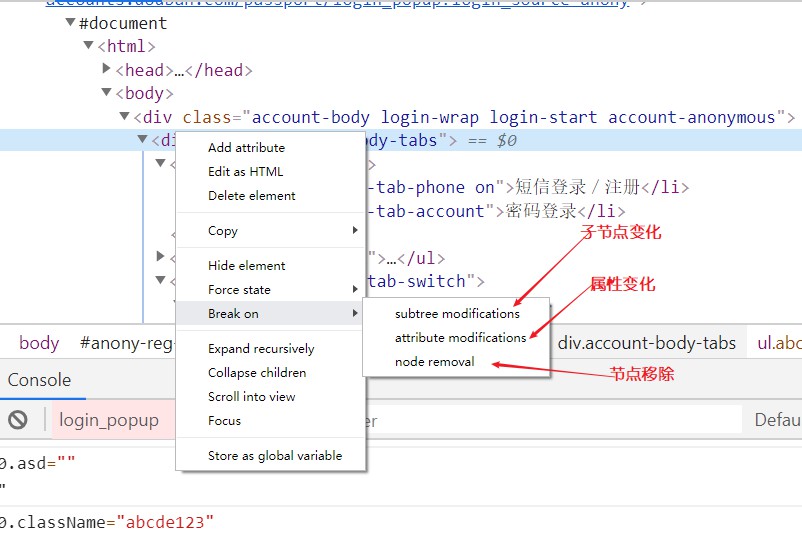 accounts.douban.com/passport/login_popup?login_source=anony
▼#document
▼<html>
▶<head>…</head>
▼<body>
▼<div class="account-body login-wrap login-start account-anonymous">
▼<di
dy-tabs"> == $0
-tab-phone on">短信登录/注册</li>
-tab-account">密码登录</li>
">…</ul>
tab-switch">
Add attribute
Edit as HTML
Delete element
Copy
Hide element
Force state
Break on
Expand recursively
Collapse children
Scroll into view
Focus
Store as global variable
subtree modifications
attribute modifications
node removal
子节点变化
属性变化
节点移除
body
#anony-reg-
div.account-body-tabs
ul.abo
Console
login_popup
er
Defau
0.asd=""
"
0.className="abcde123"